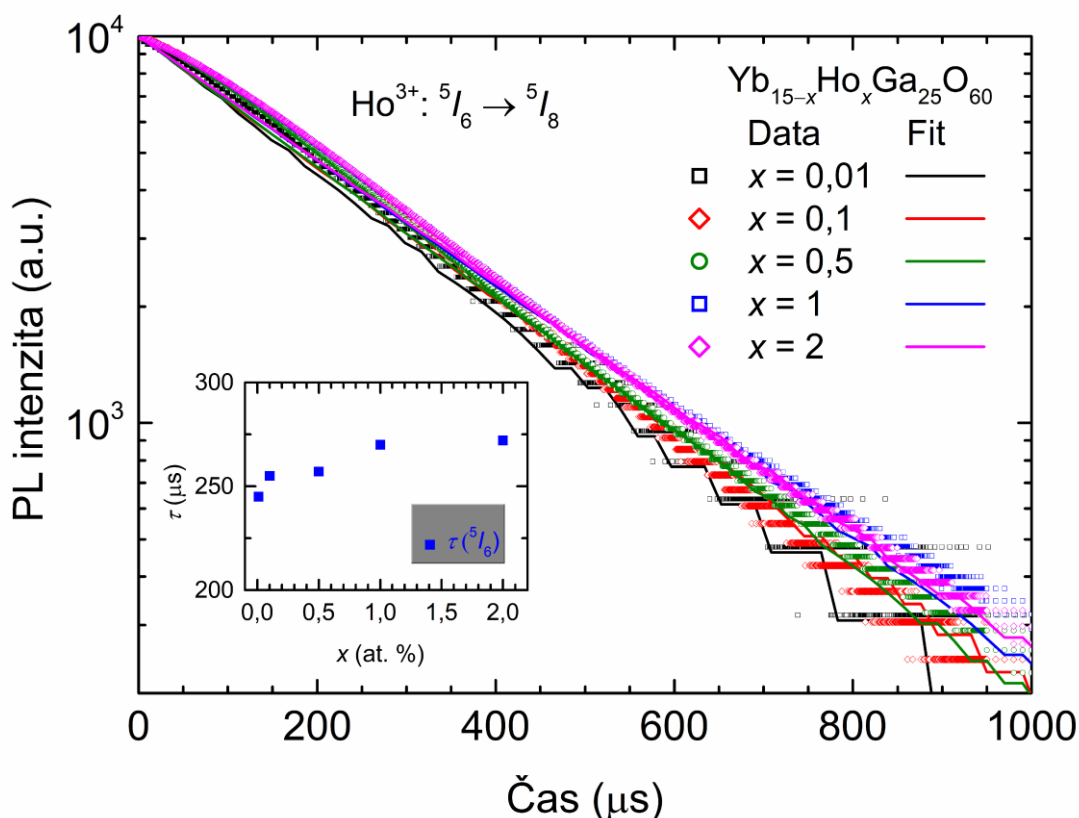 10⁴
10³
PL intenzita (a.u.)
Ho³⁺: ⁵I₆ → ⁵I₈
Yb₁₅₋ₓHoₓGa₂₅O₆₀
Data Fit
x = 0,01
x = 0,1
x = 0,5
x = 1
x = 2
300
250
200
τ (μs)
τ(⁵I₆)
0,0 0,5 1,0 1,5 2,0
x (at. %)
0 200 400 600 800 1000
Čas (μs)